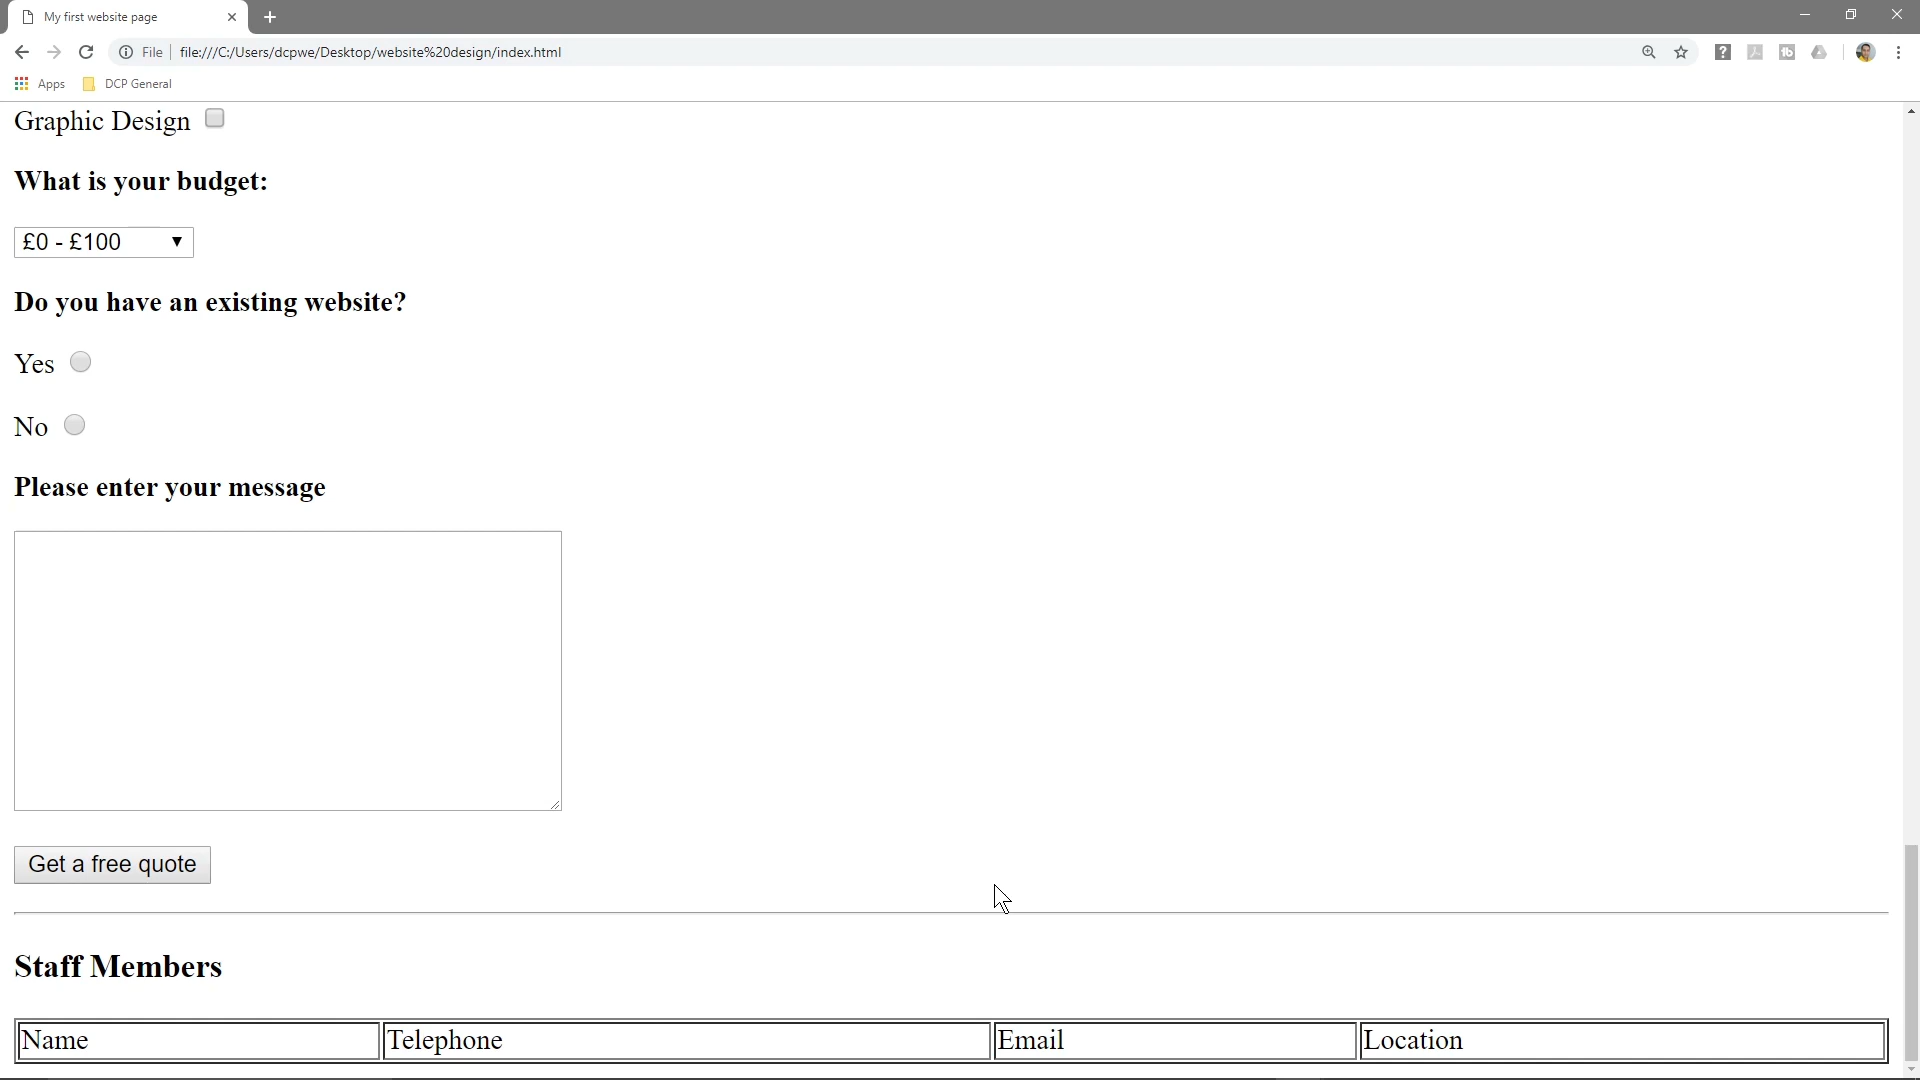 My first website page
File file:///C:/Users/dcpwe/Desktop/website%20design/index.html
Apps DCP General
Graphic Design
What is your budget:
£0 - £100
Do you have an existing website?
Yes
No
Please enter your message
Get a free quote
Staff Members
Name Telephone Email Location